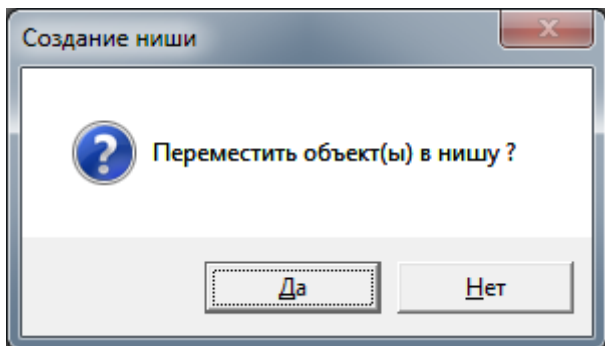 Создание ниши
Переместить объект(ы) в нишу ?
Да
Нет